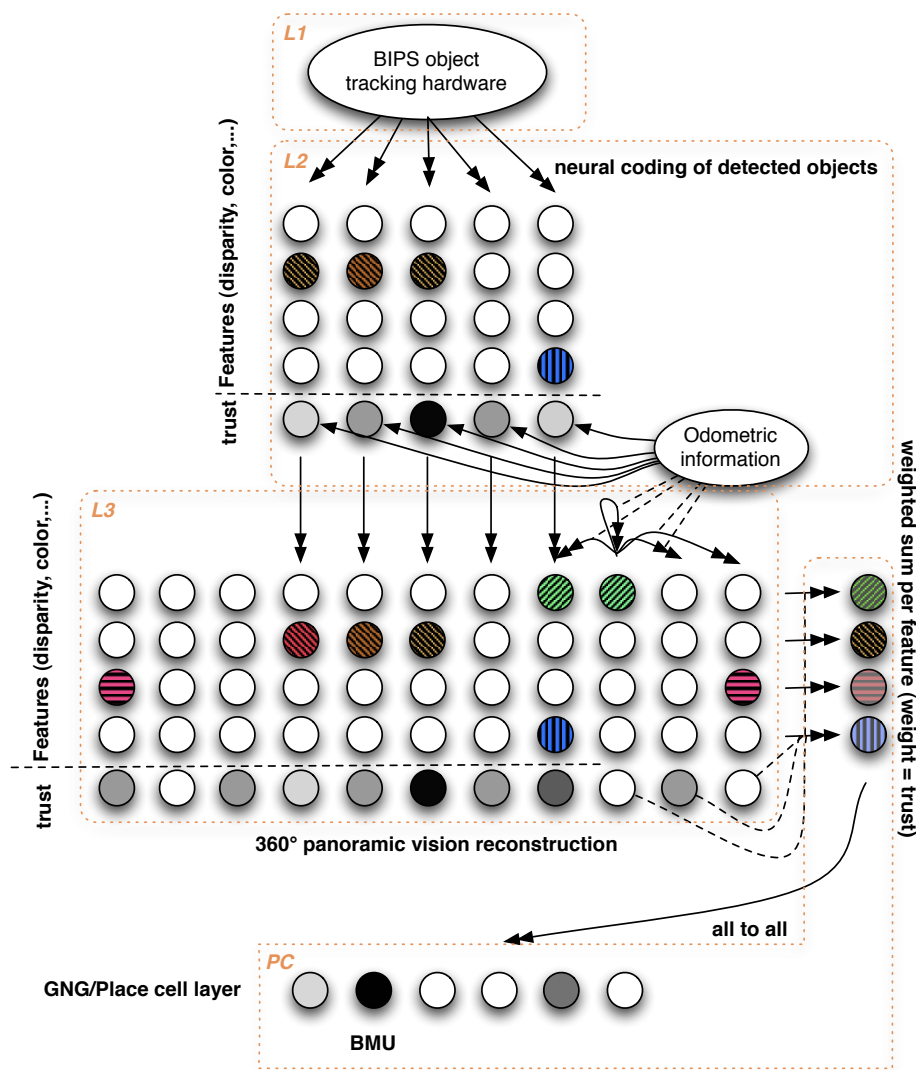 L1
BIPS object
tracking hardware
L2
neural coding of detected objects
Features (disparity, color,...)
trust
Odometric
information
L3
Features (disparity, color,...)
trust
weighted sum per feature (weight = trust)
360° panoramic vision reconstruction
all to all
PC
GNG/Place cell layer
BMU